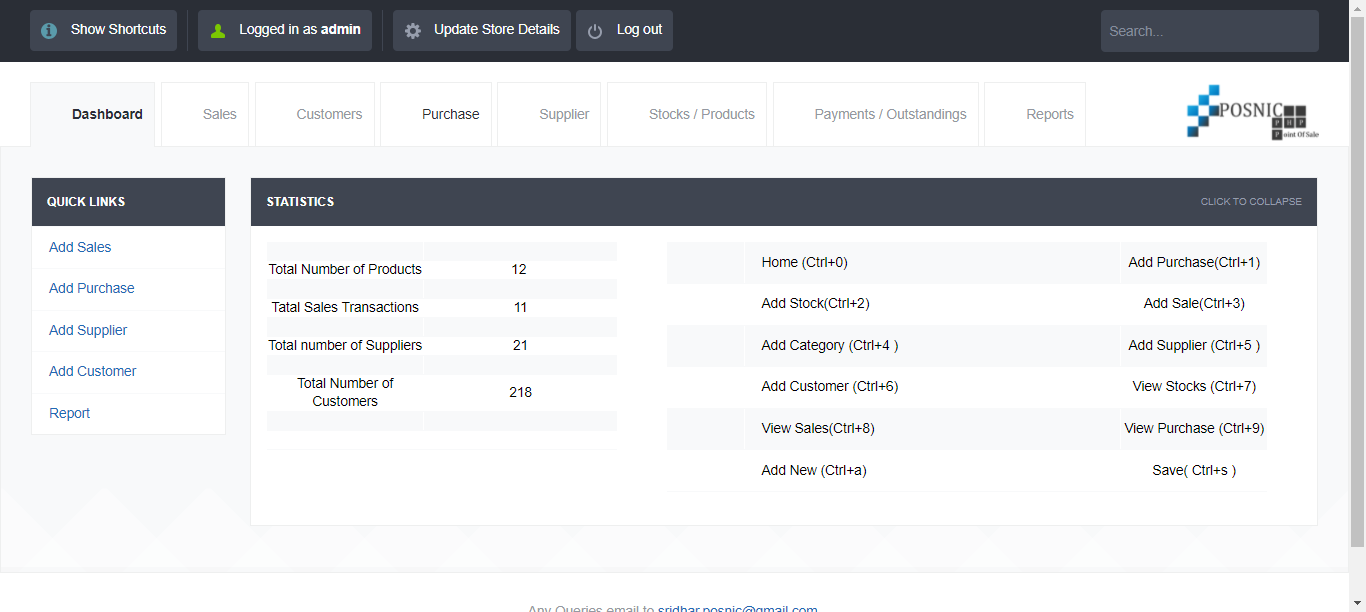 Show Shortcuts Logged in as admin Update Store Details Log out Search...
Dashboard Sales Customers Purchase Supplier Stocks / Products Payments / Outstandings Reports
POSNIC
PHP
Point Of Sale
QUICK LINKS
Add Sales
Add Purchase
Add Supplier
Add Customer
Report
STATISTICS CLICK TO COLLAPSE
Total Number of Products 12
Tatal Sales Transactions 11
Total number of Suppliers 21
Total Number of
Customers 218
Home (Ctrl+0) Add Purchase(Ctrl+1)
Add Stock(Ctrl+2) Add Sale(Ctrl+3)
Add Category (Ctrl+4 ) Add Supplier (Ctrl+5 )
Add Customer (Ctrl+6) View Stocks (Ctrl+7)
View Sales(Ctrl+8) View Purchase (Ctrl+9)
Add New (Ctrl+a) Save( Ctrl+s )
Any Queries email to sridhar.posnic@gmail.com